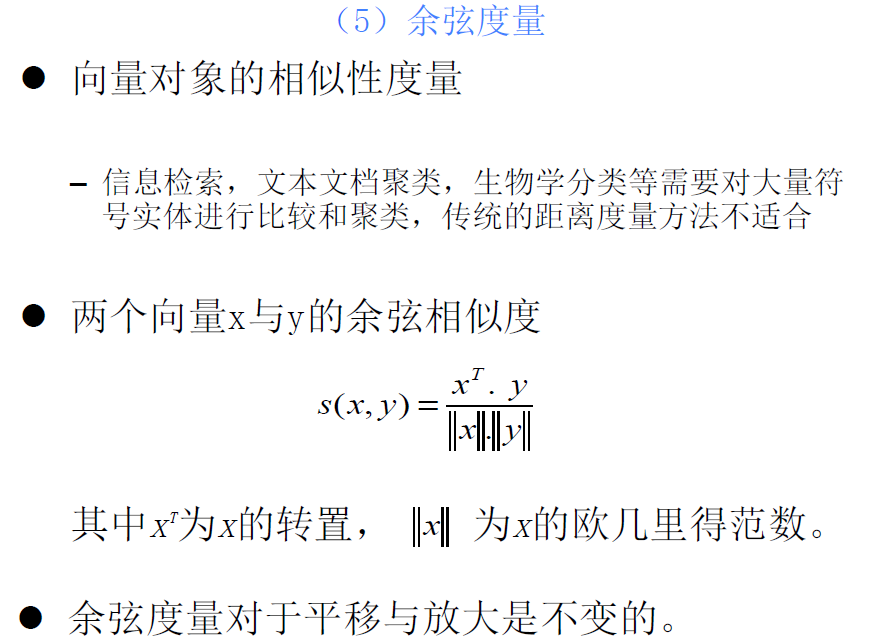 （5）余弦度量
● 向量对象的相似性度量
– 信息检索，文本文档聚类，生物学分类等需要对大量符
号实体进行比较和聚类，传统的距离度量方法不适合
● 两个向量x与y的余弦相似度
s(x, y) = \frac{x^T . y}{\|x\|.\|y\|}
其中x^T为x的转置， ‖x‖ 为x的欧几里得范数。
● 余弦度量对于平移与放大是不变的。